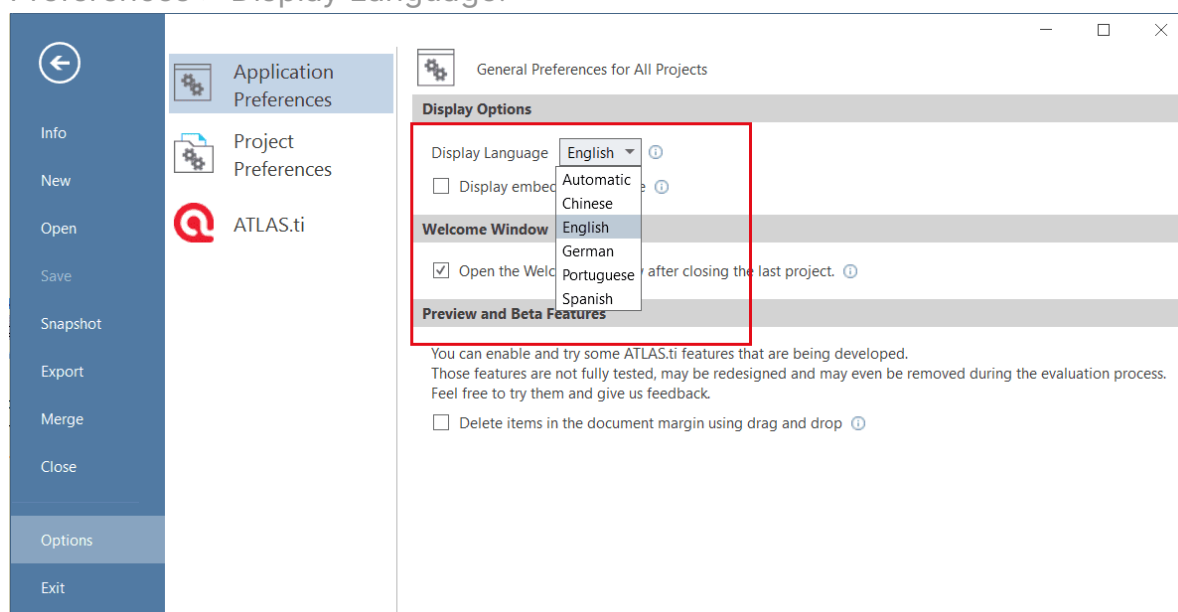 Preferences - Display Language.
Info
New
Open
Save
Snapshot
Export
Merge
Close
Options
Exit
Application
Preferences
Project
Preferences
ATLAS.ti
General Preferences for All Projects
Display Options
Display Language English
Automatic
Chinese
English
German
Portuguese
Spanish
Display
Welcome Window
Open the after closing the last project.
Preview and Beta Features
You can enable and try some ATLAS.ti features that are being developed.
Those features are not fully tested, may be redesigned and may even be removed during the evaluation process.
Feel free to try them and give us feedback.
Delete items in the document margin using drag and drop